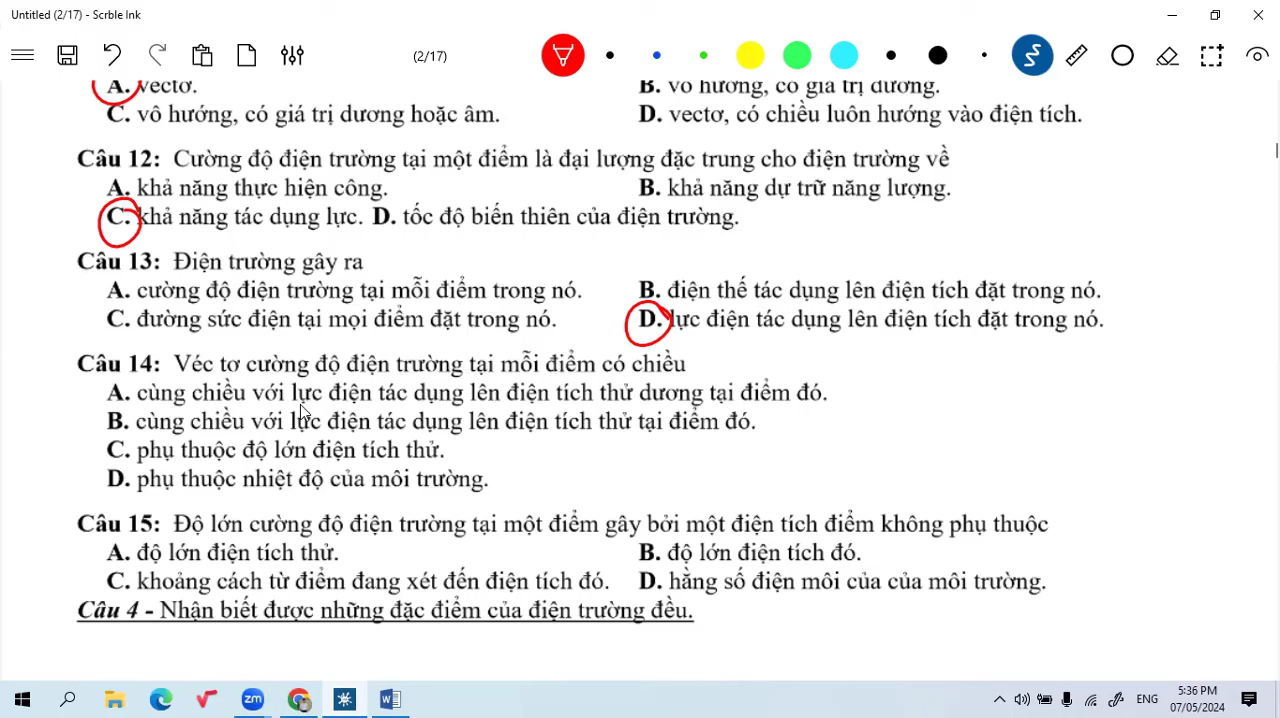 Untitled (2/17) - Scrble Ink
(2/17)
A. vectơ. B. vô hướng, có giá trị dương.
C. vô hướng, có giá trị dương hoặc âm. D. vectơ, có chiều luôn hướng vào điện tích.
Câu 12: Cường độ điện trường tại một điểm là đại lượng đặc trung cho điện trường về
A. khả năng thực hiện công. B. khả năng dự trữ năng lượng.
C. khả năng tác dụng lực. D. tốc độ biến thiên của điện trường.
Câu 13: Điện trường gây ra
A. cường độ điện trường tại mỗi điểm trong nó. B. điện thế tác dụng lên điện tích đặt trong nó.
C. đường sức điện tại mọi điểm đặt trong nó. D. lực điện tác dụng lên điện tích đặt trong nó.
Câu 14: Véc tơ cường độ điện trường tại mỗi điểm có chiều
A. cùng chiều với lực điện tác dụng lên điện tích thử dương tại điểm đó.
B. cùng chiều với lực điện tác dụng lên điện tích thử tại điểm đó.
C. phụ thuộc độ lớn điện tích thử.
D. phụ thuộc nhiệt độ của môi trường.
Câu 15: Độ lớn cường độ điện trường tại một điểm gây bởi một điện tích điểm không phụ thuộc
A. độ lớn điện tích thử. B. độ lớn điện tích đó.
C. khoảng cách từ điểm đang xét đến điện tích đó. D. hằng số điện môi của của môi trường.
Câu 4 - Nhận biết được những đặc điểm của điện trường đều.
zm
ENG
5:36 PM
07/05/2024